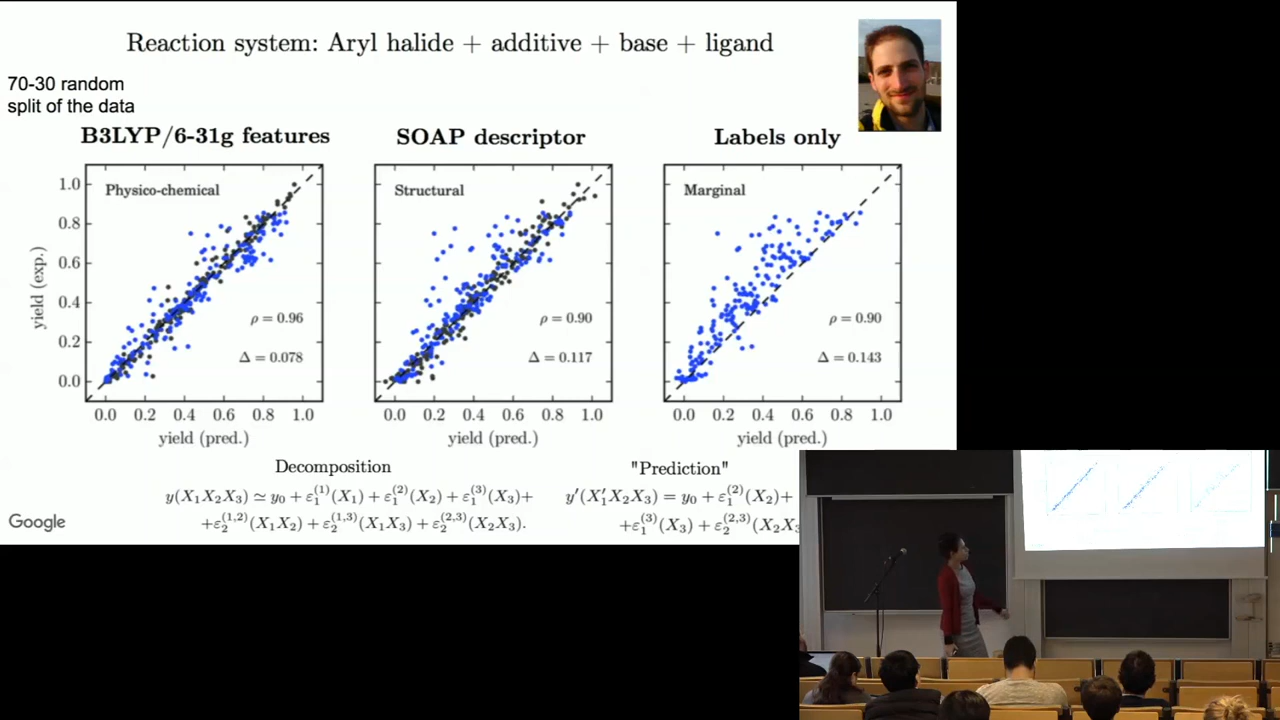 Reaction system: Aryl halide + additive + base + ligand
70-30 random
split of the data
B3LYP/6-31g features
SOAP descriptor
Labels only
Physico-chemical
Structural
Marginal
yield (exp.)
1.0
0.8
0.6
0.4
0.2
0.0
ρ = 0.96
Δ = 0.078
ρ = 0.90
Δ = 0.117
ρ = 0.90
Δ = 0.143
0.0 0.2 0.4 0.6 0.8 1.0
0.0 0.2 0.4 0.6 0.8 1.0
0.0 0.2 0.4 0.6 0.8 1.0
yield (pred.)
yield (pred.)
yield (pred.)
Decomposition
y(X₁X₂X₃) ≃ y₀ + ε₁⁽¹⁾(X₁) + ε₁⁽²⁾(X₂) + ε₁⁽³⁾(X₃)+
+ε₂⁽¹,²⁾(X₁X₂) + ε₂⁽¹,³⁾(X₁X₃) + ε₂⁽²,³⁾(X₂X₃).
"Prediction"
y′(X₁′X₂X₃) = y₀ + ε₁⁽²⁾(X₂)+
+ε₁⁽³⁾(X₃) + ε₂⁽²,³⁾(X₂X₃
Google